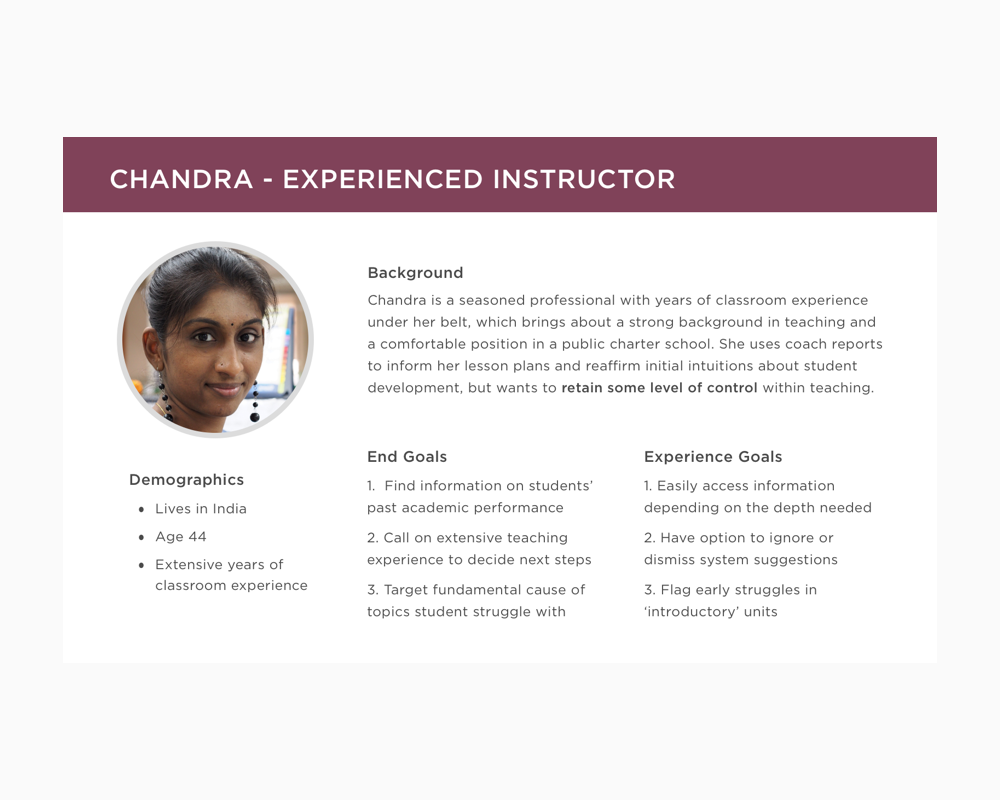 CHANDRA - EXPERIENCED INSTRUCTOR
Background
Chandra is a seasoned professional with years of classroom experience
under her belt, which brings about a strong background in teaching and
a comfortable position in a public charter school. She uses coach reports
to inform her lesson plans and reaffirm initial intuitions about student
development, but wants to retain some level of control within teaching.
Demographics
• Lives in India
• Age 44
• Extensive years of
classroom experience
End Goals
1.  Find information on students’
past academic performance
2. Call on extensive teaching
experience to decide next steps
3. Target fundamental cause of
topics student struggle with
Experience Goals
1. Easily access information
depending on the depth needed
2. Have option to ignore or
dismiss system suggestions
3. Flag early struggles in
‘introductory’ units